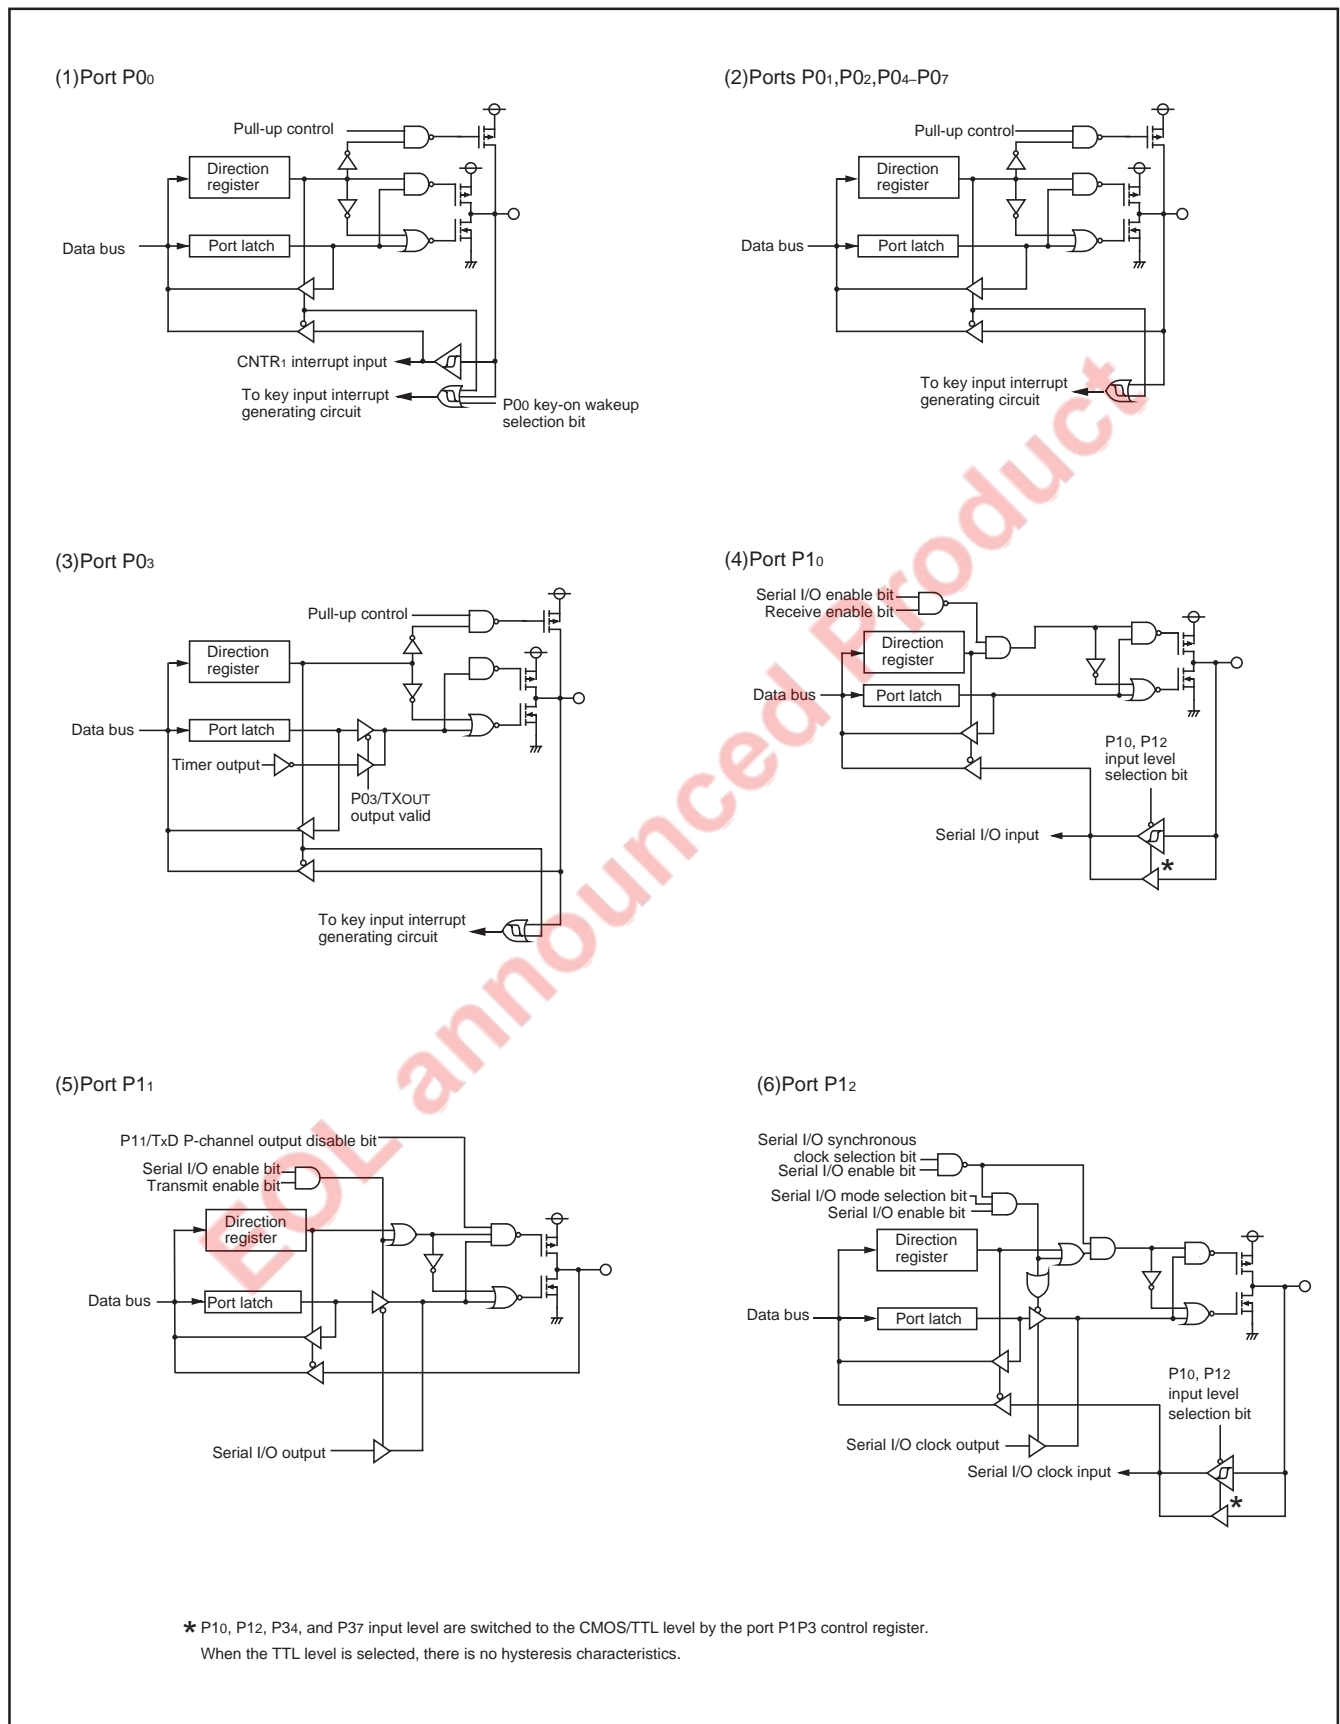 (1)Port P00
Pull-up control
Direction
register
Data bus
Port latch
CNTR1 interrupt input
To key input interrupt
generating circuit
P00 key-on wakeup
selection bit
(2)Ports P01,P02,P04–P07
Pull-up control
Direction
register
Data bus
Port latch
To key input interrupt
generating circuit
(3)Port P03
Pull-up control
Direction
register
Data bus
Port latch
Timer output
P03/TXOUT
output valid
To key input interrupt
generating circuit
(4)Port P10
Serial I/O enable bit
Receive enable bit
Direction
register
Data bus
Port latch
P10, P12
input level
selection bit
Serial I/O input
*
(5)Port P11
P11/TxD P-channel output disable bit
Serial I/O enable bit
Transmit enable bit
Direction
register
Data bus
Port latch
Serial I/O output
(6)Port P12
Serial I/O synchronous
clock selection bit
Serial I/O enable bit
Serial I/O mode selection bit
Serial I/O enable bit
Direction
register
Data bus
Port latch
P10, P12
input level
selection bit
Serial I/O clock output
Serial I/O clock input
*
* P10, P12, P34, and P37 input level are switched to the CMOS/TTL level by the port P1P3 control register.
When the TTL level is selected, there is no hysteresis characteristics.
EOL announced Product